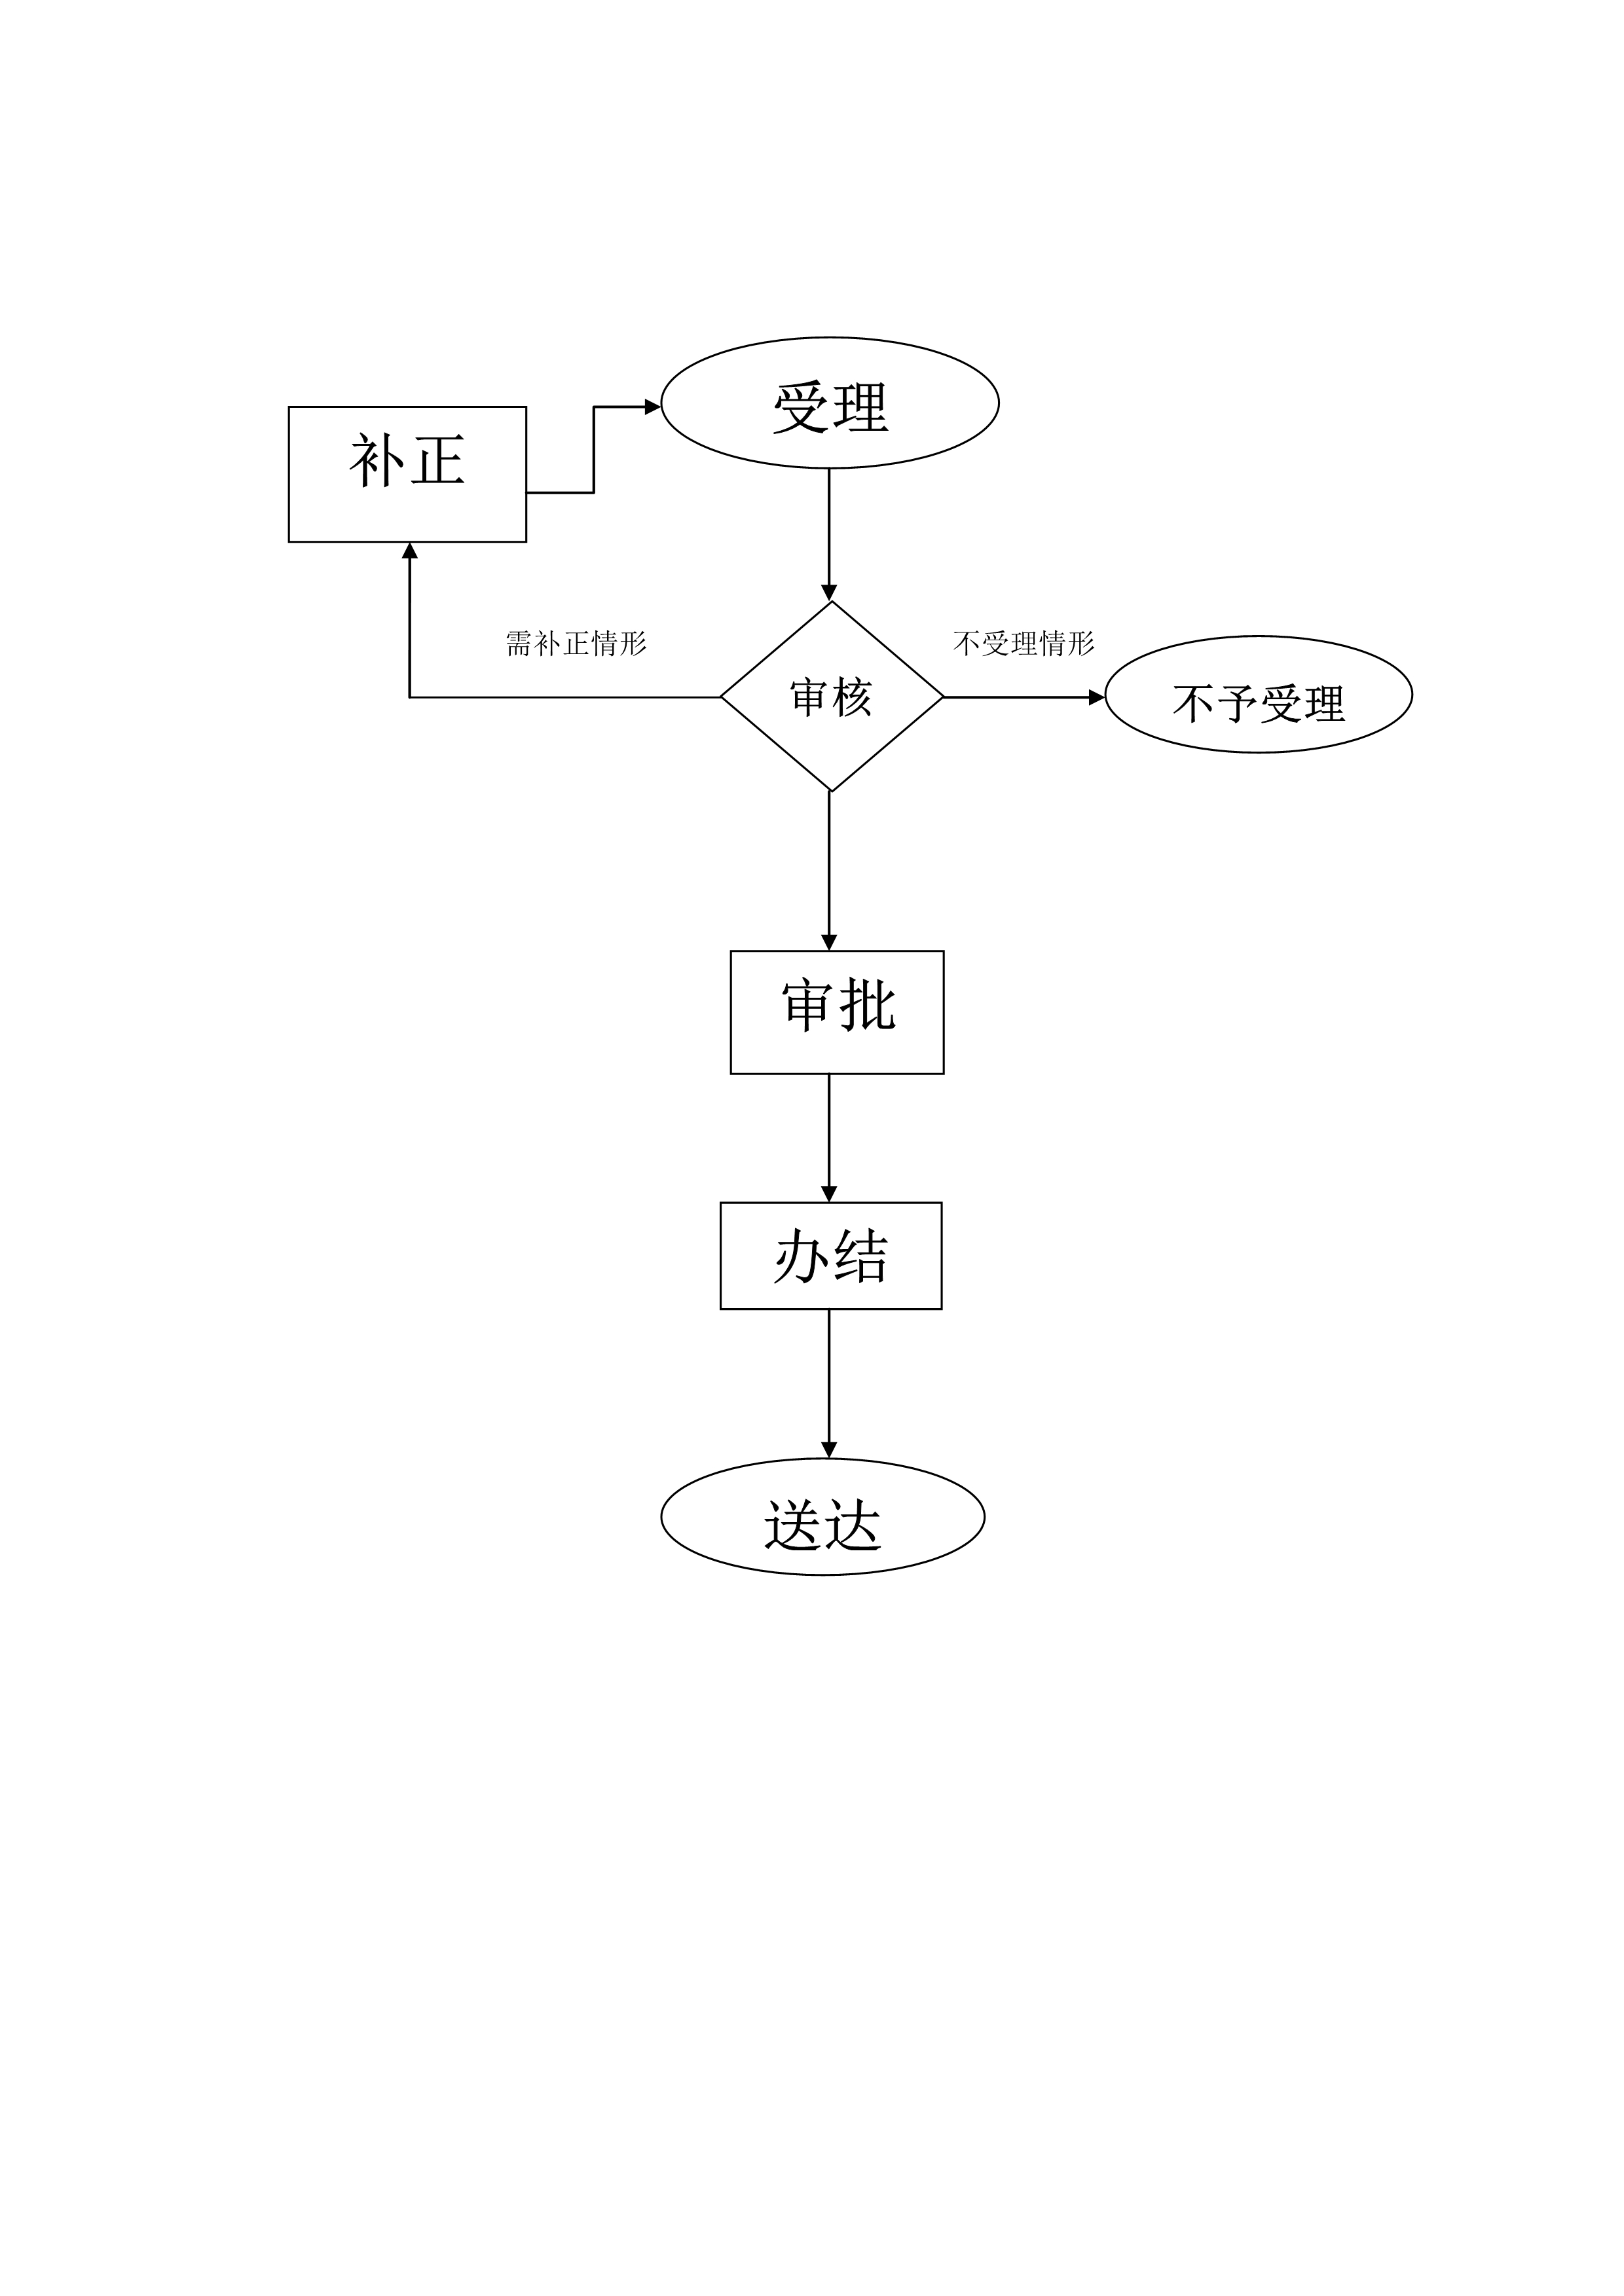 受理
补正
需补正情形
不受理情形
审核
不予受理
审批
办结
送达